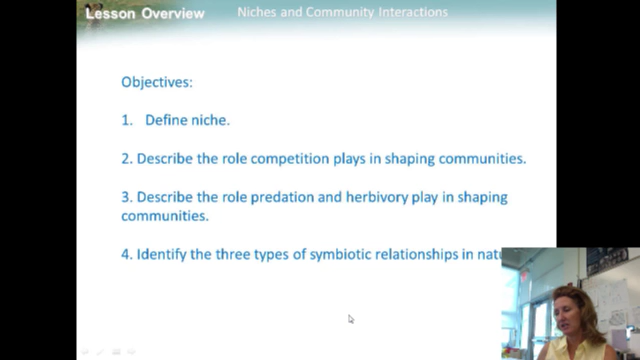 Lesson Overview Niches and Community Interactions
Objectives:
1. Define niche.
2. Describe the role competition plays in shaping communities.
3. Describe the role predation and herbivory play in shaping
communities.
4. Identify the three types of symbiotic relationships in